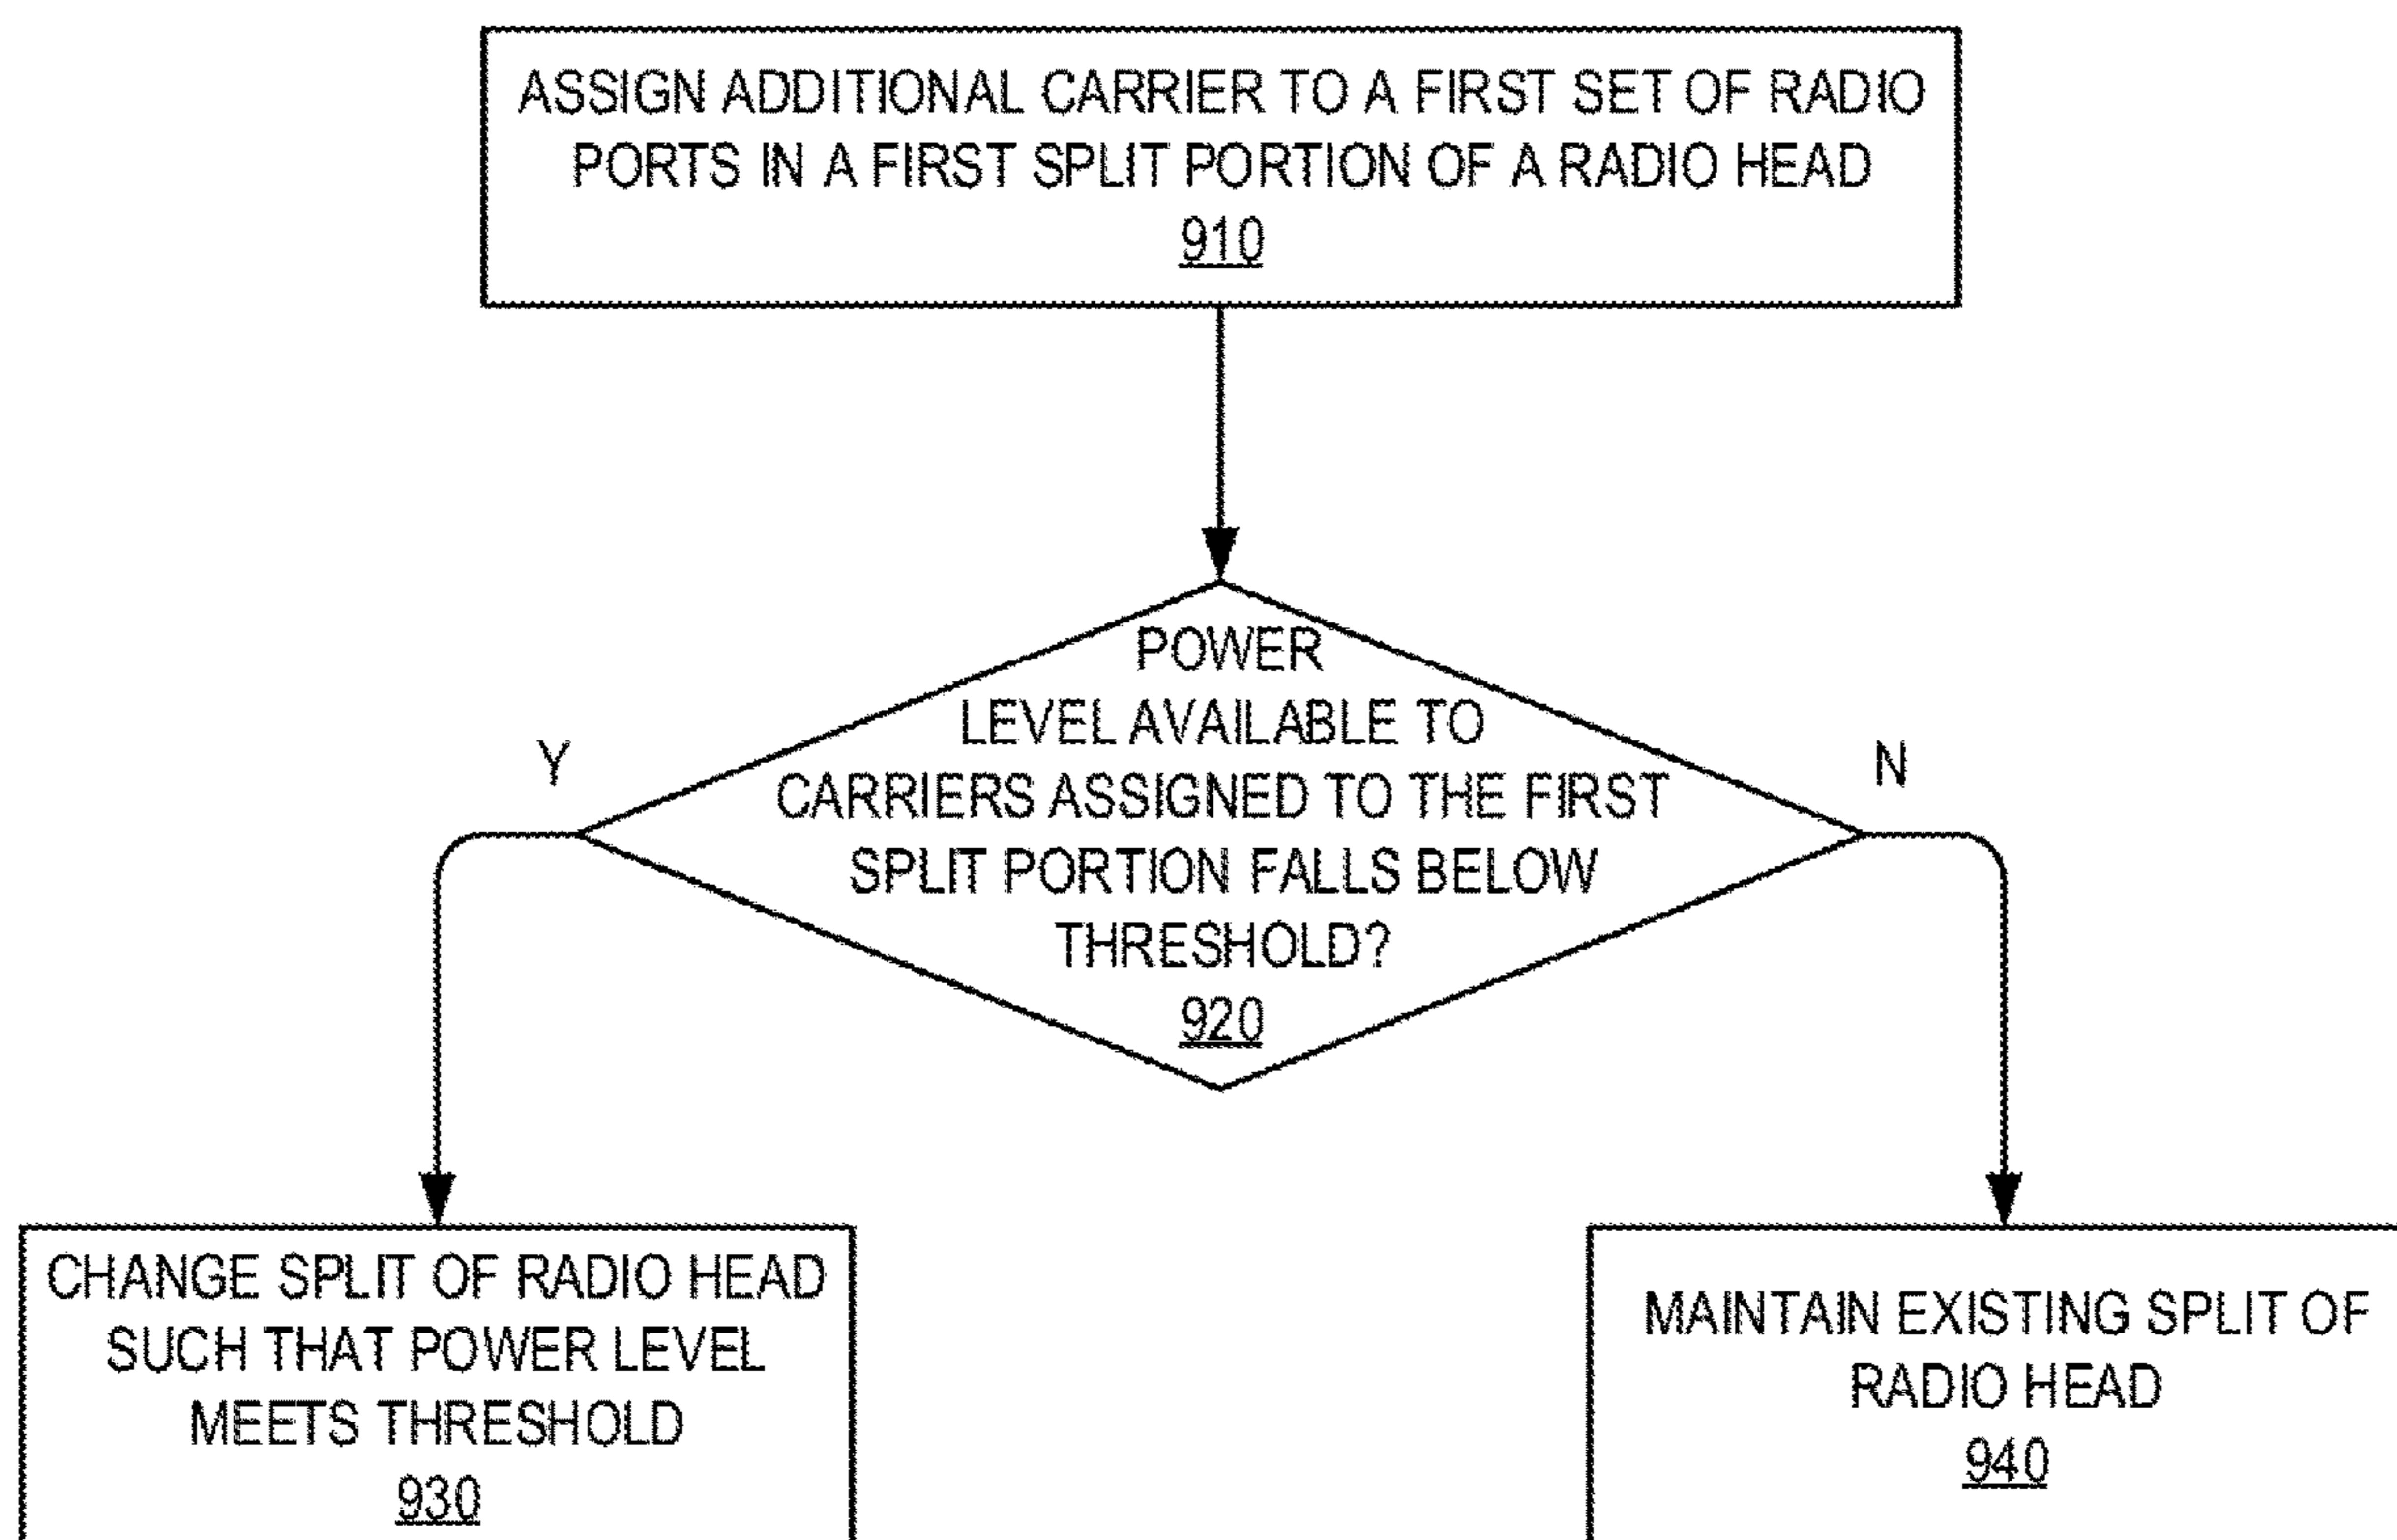 ASSIGN ADDITIONAL CARRIER TO A FIRST SET OF RADIO
PORTS IN A FIRST SPLIT PORTION OF A RADIO HEAD
910
POWER
LEVEL AVAILABLE TO
CARRIERS ASSIGNED TO THE FIRST
SPLIT PORTION FALLS BELOW
THRESHOLD?
920
Y
N
CHANGE SPLIT OF RADIO HEAD
SUCH THAT POWER LEVEL
MEETS THRESHOLD
930
MAINTAIN EXISTING SPLIT OF
RADIO HEAD
940